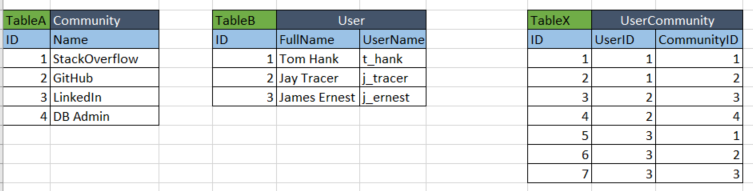 TableA Community TableB User TableX UserCommunity
ID Name ID FullName UserName ID UserID CommunityID
1 StackOverflow 1 Tom Hank t_hank 1 1 1
2 GitHub 2 Jay Tracer j_tracer 2 1 2
3 LinkedIn 3 James Ernest j_ernest 3 2 3
4 DB Admin 4 2 4
5 3 1
6 3 2
7 3 3